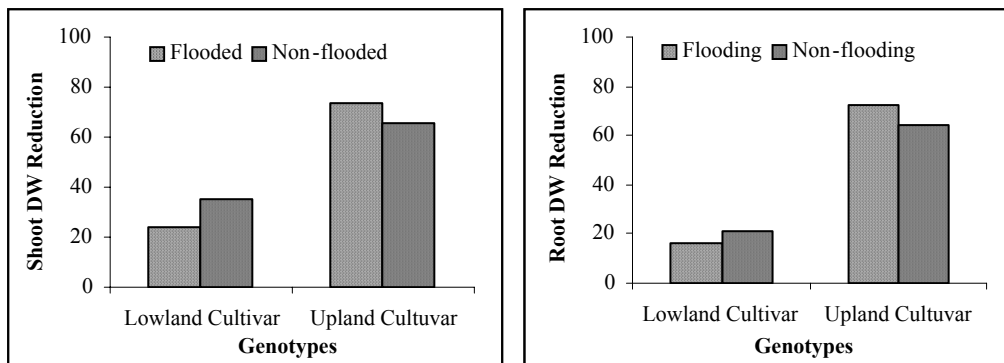 Shoot DW Reduction
100
80
60
40
20
0
Flooded Non-flooded
Lowland Cultivar Upland Cultuvar
Genotypes
Root DW Reduction
100
80
60
40
20
0
Flooding Non-flooding
Lowland Cultivar Upland Cultuvar
Genotypes